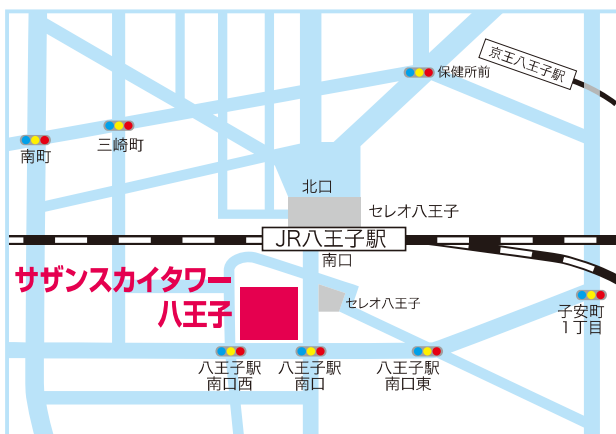 京王八王子駅
保健所前
三崎町
南町
北口
セレオ八王子
JR八王子駅
南口
サザンスカイタワー
八王子
セレオ八王子
子安町
1丁目
八王子駅
南口西
八王子駅
南口
八王子駅
南口東